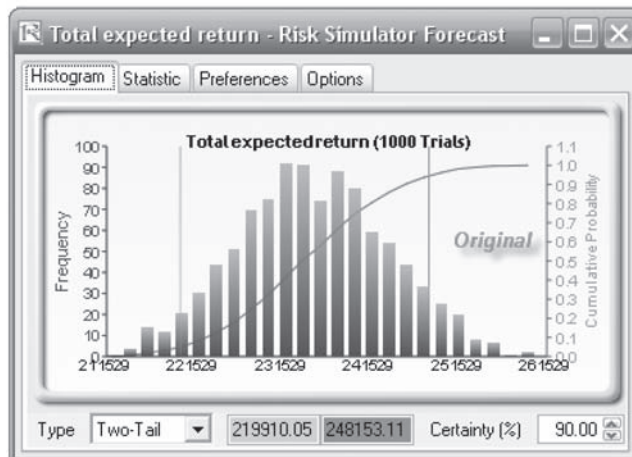 Total expected return - Risk Simulator Forecast
Histogram Statistic Preferences Options
Total expected return (1000 Trials)
Frequency
100
90
80
70
60
50
40
30
20
10
0
211529 221529 231529 241529 251529 261529
Original
1.1
1.0
0.9
0.8
0.7
0.6
0.5
0.4
0.3
0.2
0.1
0.0
Cumulative Probability
Type Two-Tail 219910.05 248153.11 Certainty (%) 90.00